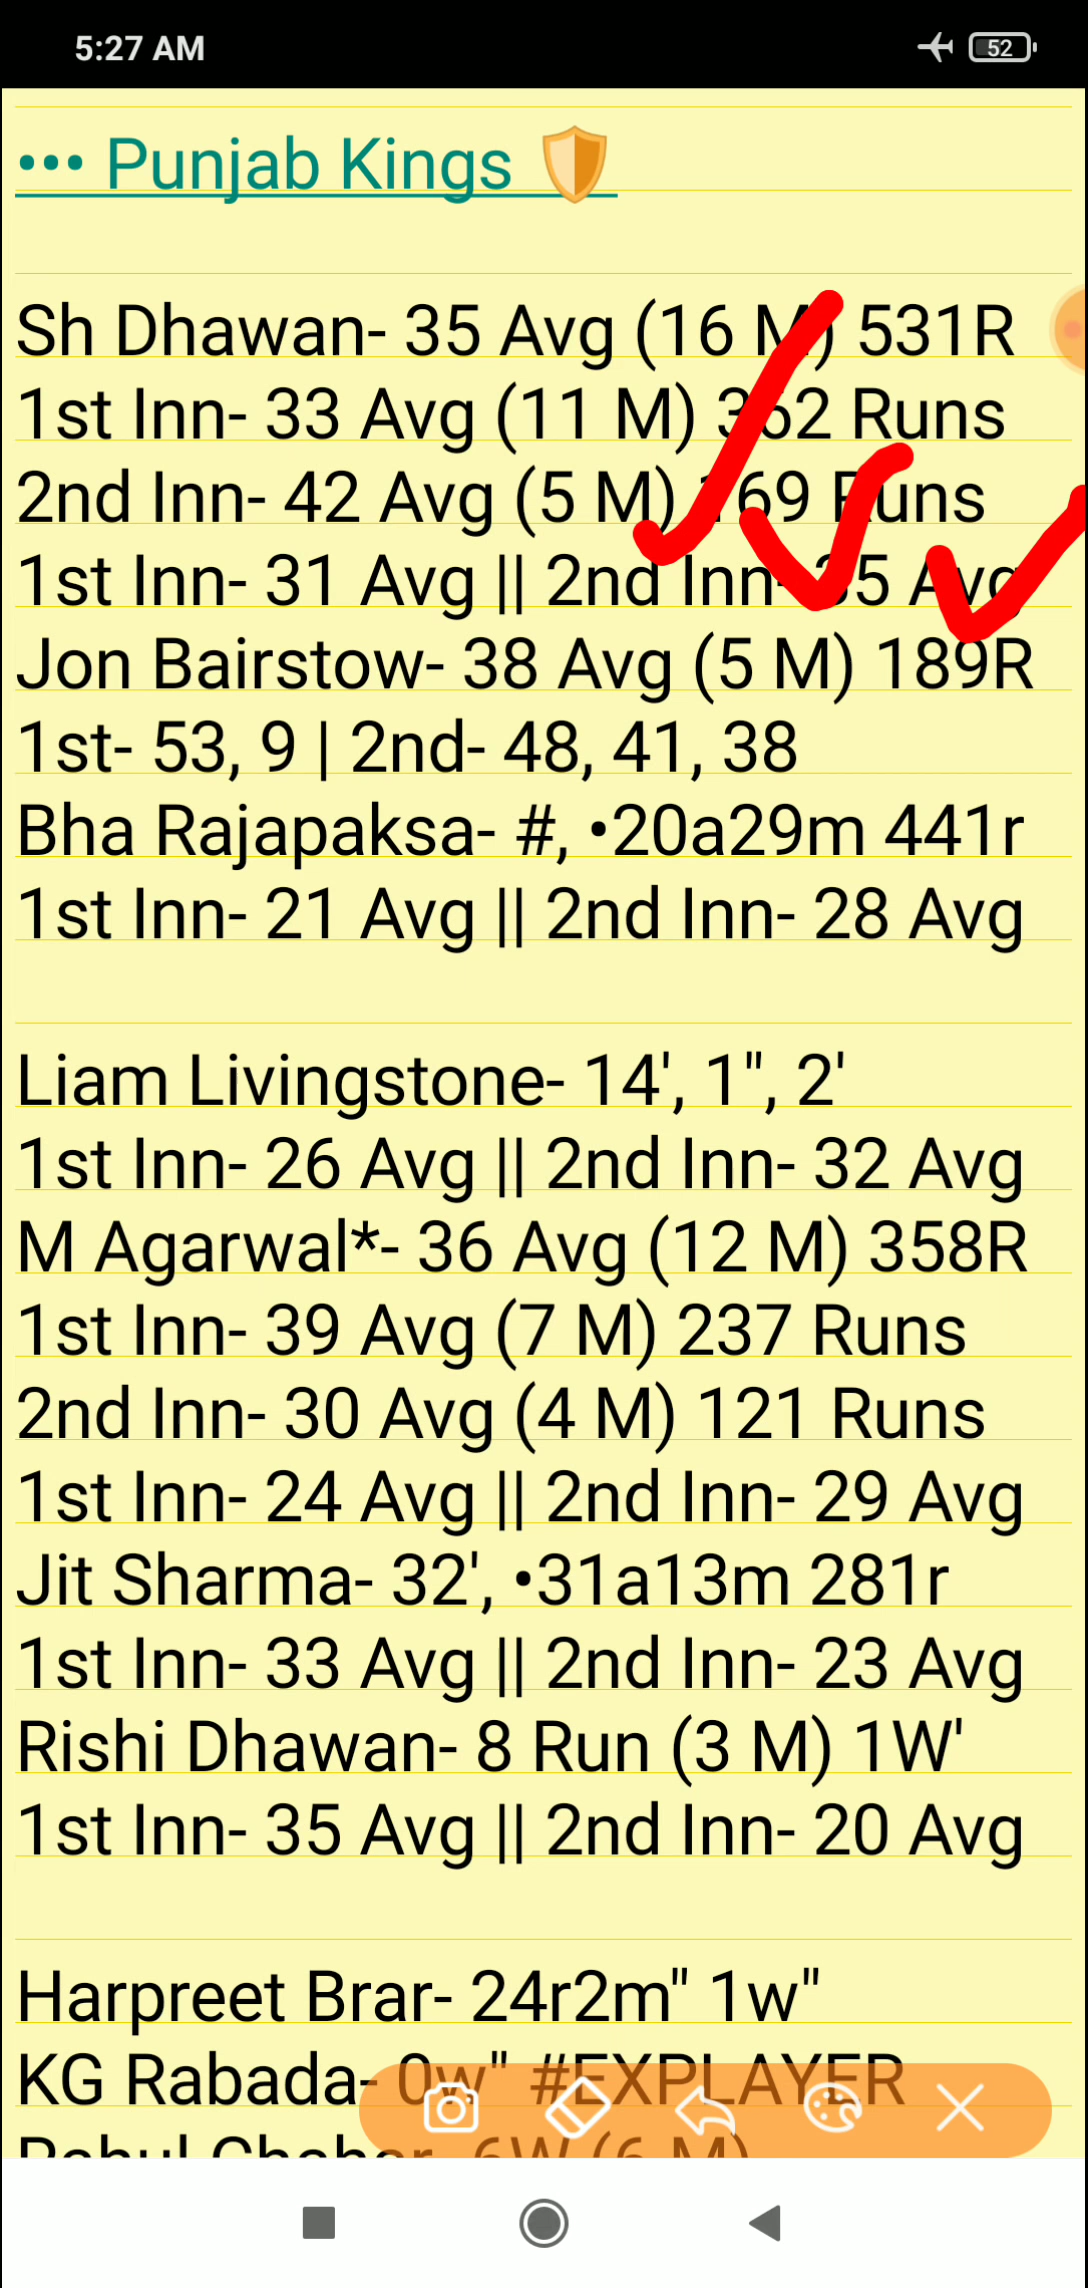 5:27 AM
52
••• Punjab Kings
Sh Dhawan- 35 Avg (16 M) 531R
1st Inn- 33 Avg (11 M) 362 Runs
2nd Inn- 42 Avg (5 M) 169 Runs
1st Inn- 31 Avg || 2nd Inn- 35 Avg
Jon Bairstow- 38 Avg (5 M) 189R
1st- 53, 9 | 2nd- 48, 41, 38
Bha Rajapaksa- #, •20a29m 441r
1st Inn- 21 Avg || 2nd Inn- 28 Avg
Liam Livingstone- 14', 1", 2'
1st Inn- 26 Avg || 2nd Inn- 32 Avg
M Agarwal*- 36 Avg (12 M) 358R
1st Inn- 39 Avg (7 M) 237 Runs
2nd Inn- 30 Avg (4 M) 121 Runs
1st Inn- 24 Avg || 2nd Inn- 29 Avg
Jit Sharma- 32', •31a13m 281r
1st Inn- 33 Avg || 2nd Inn- 23 Avg
Rishi Dhawan- 8 Run (3 M) 1W'
1st Inn- 35 Avg || 2nd Inn- 20 Avg
Harpreet Brar- 24r2m" 1w"
KG Rabada- 0w" #EXPLAYER
Rahul Chahar- 6W (6 M)